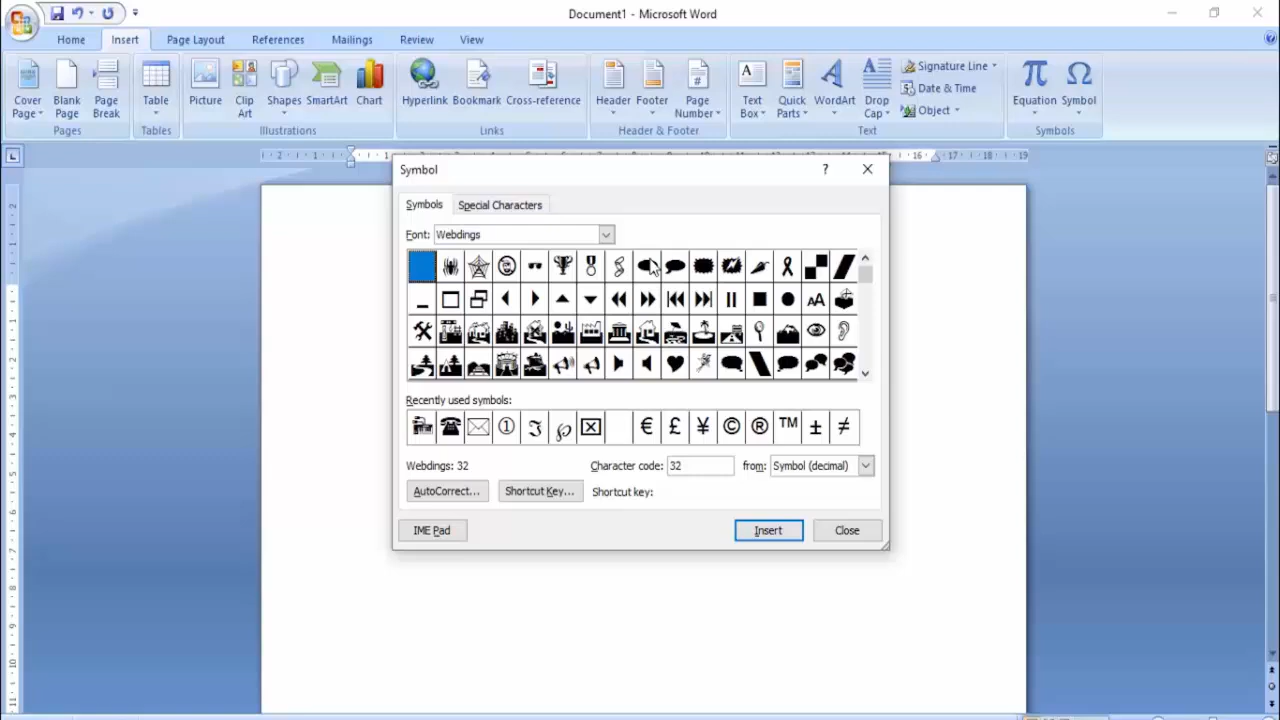 Document1 - Microsoft Word
Home Insert Page Layout References Mailings Review View
Cover Page Blank Page Page Break Table Picture Clip Art Shapes SmartArt Chart Hyperlink Bookmark Cross-reference Header Footer Page Number Text Box Quick Parts WordArt Drop Cap Signature Line Date & Time Object Equation Symbol
Pages Tables Illustrations Links Header & Footer Text Symbols
Symbol
Symbols Special Characters
Font: Webdings
Recently used symbols:
① ℑ ℘ € £ ¥ © ® ™ ± ≠
Webdings: 32 Character code: 32 from: Symbol (decimal)
AutoCorrect... Shortcut Key... Shortcut key:
IME Pad Insert Close